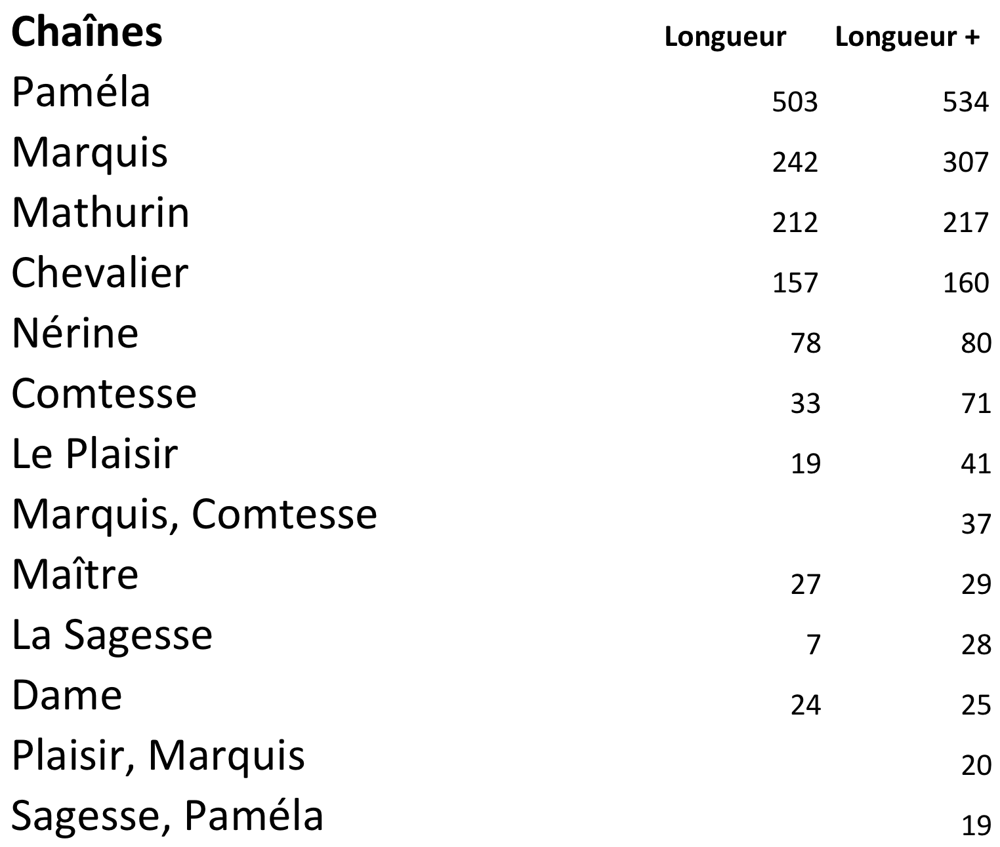 Chaînes Longueur Longueur +
Paméla 503 534
Marquis 242 307
Mathurin 212 217
Chevalier 157 160
Nérine 78 80
Comtesse 33 71
Le Plaisir 19 41
Marquis, Comtesse 37
Maître 27 29
La Sagesse 7 28
Dame 24 25
Plaisir, Marquis 20
Sagesse, Paméla 19